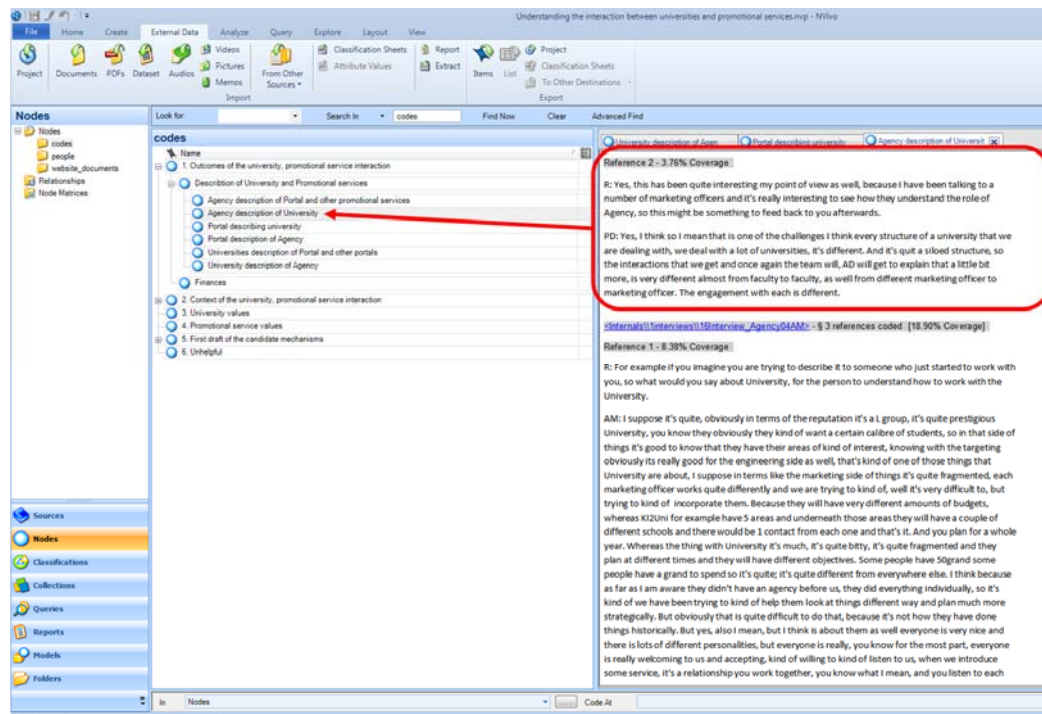 Understanding the interaction between universities and promotional services.nvp - NVivo
File Home Create External Data Analyze Query Explore Layout View
Project Documents PDFs Dataset Audios Videos Pictures Memos From Other Sources Classification Sheets Attribute Values Report Extract Items List Project Classification Sheets To Other Destinations
Import Export
Nodes
Look for: Search In codes Find Now Clear Advanced Find
Nodes
codes
people
website_documents
Relationships
Node Matrices
codes
Name
1. Outcomes of the university, promotional service interaction
Describtion of University and Promotional services
Agency description of Portal and other promotional services
Agency description of University
Portal describing university
Portal description of Agency
Universities description of Portal and other portals
University description of Agency
Finances
2. Context of the university, promotional service interaction
3. University values
4. Promotional service values
5. First draft of the candidate mechanisms
6. Unhelpful
University description of Agen Portal describing university Agency description of Universit
Reference 2 - 3.76% Coverage
R: Yes, this has been quite interesting my point of view as well, because I have been talking to a
number of marketing officers and it's really interesting to see how they understand the role of
Agency, so this might be something to feed back to you afterwards.
PD: Yes, I think so I mean that is one of the challenges I think every structure of a university that we
are dealing with, we deal with a lot of universities, it's different. And it's quit a siloed structure, so
the interactions that we get and once again the team will, AD will get to explain that a little bit
more, is very different almost from faculty to faculty, as well from different marketing officer to
marketing officer. The engagement with each is different.
<Internals\\1interviews\\16Interview_Agency04AM> - § 3 references coded [18.90% Coverage]
Reference 1 - 8.38% Coverage
R: For example if you imagine you are trying to describe it to someone who just started to work with
you, so what would you say about University, for the person to understand how to work with the
University.
AM: I suppose it's quite, obviously in terms of the reputation it's a L group, it's quite prestigious
University, you know they obviously they kind of want a certain calibre of students, so in that side of
things it's good to know that they have their areas of kind of interest, knowing with the targeting
obviously its really good for the engineering side as well, that's kind of one of those things that
University are about, I suppose in terms like the marketing side of things it's quite fragmented, each
marketing officer works quite differently and we are trying to kind of, well it's very difficult to, but
trying to kind of incorporate them. Because they will have very different amounts of budgets,
whereas KI2Uni for example have 5 areas and underneath those areas they will have a couple of
different schools and there would be 1 contact from each one and that's it. And you plan for a whole
year. Whereas the thing with University it's much, it's quite bitty, it's quite fragmented and they
plan at different times and they will have different objectives. Some people have 50grand some
people have a grand to spend so it's quite; it's quite different from everywhere else. I think because
as far as I am aware they didn't have an agency before us, they did everything individually, so it's
kind of we have been trying to kind of help them look at things different way and plan much more
strategically. But obviously that is quite difficult to do that, because it's not how they have done
things historically. But yes, also I mean, but I think is about them as well everyone is very nice and
there is lots of different personalities, but everyone is really, you know for the most part, everyone
is really welcoming to us and accepting, kind of willing to kind of listen to us, when we introduce
some service, it's a relationship you work together, you know what I mean, and you listen to each
Sources
Nodes
Classifications
Collections
Queries
Reports
Models
Folders
In Nodes Code At